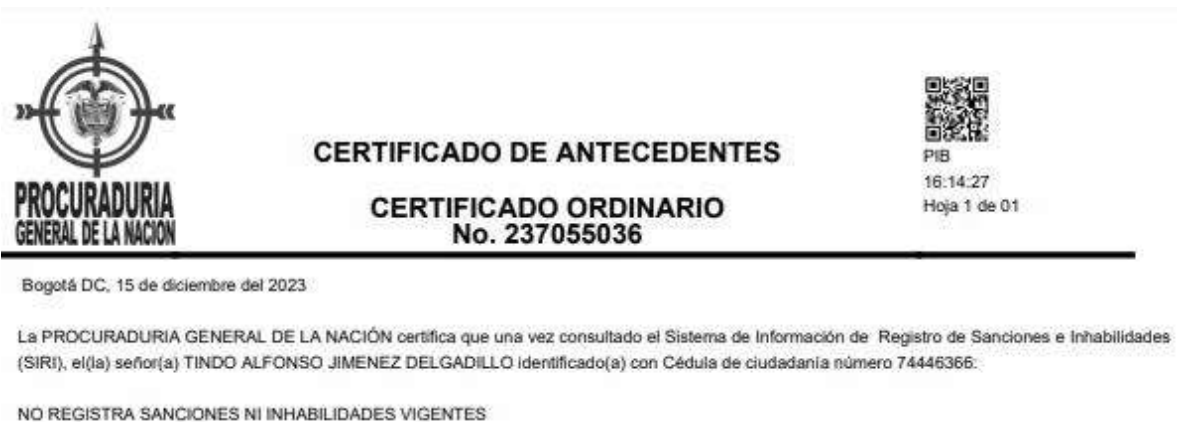 PROCURADURIA
GENERAL DE LA NACION
CERTIFICADO DE ANTECEDENTES
CERTIFICADO ORDINARIO
No. 237055036
PIB
16:14:27
Hoja 1 de 01
Bogotá DC, 15 de diciembre del 2023
La PROCURADURIA GENERAL DE LA NACIÓN certifica que una vez consultado el Sistema de Información de Registro de Sanciones e Inhabilidades
(SIRI), el(la) señor(a) TINDO ALFONSO JIMENEZ DELGADILLO identificado(a) con Cédula de ciudadanía número 74446366:
NO REGISTRA SANCIONES NI INHABILIDADES VIGENTES